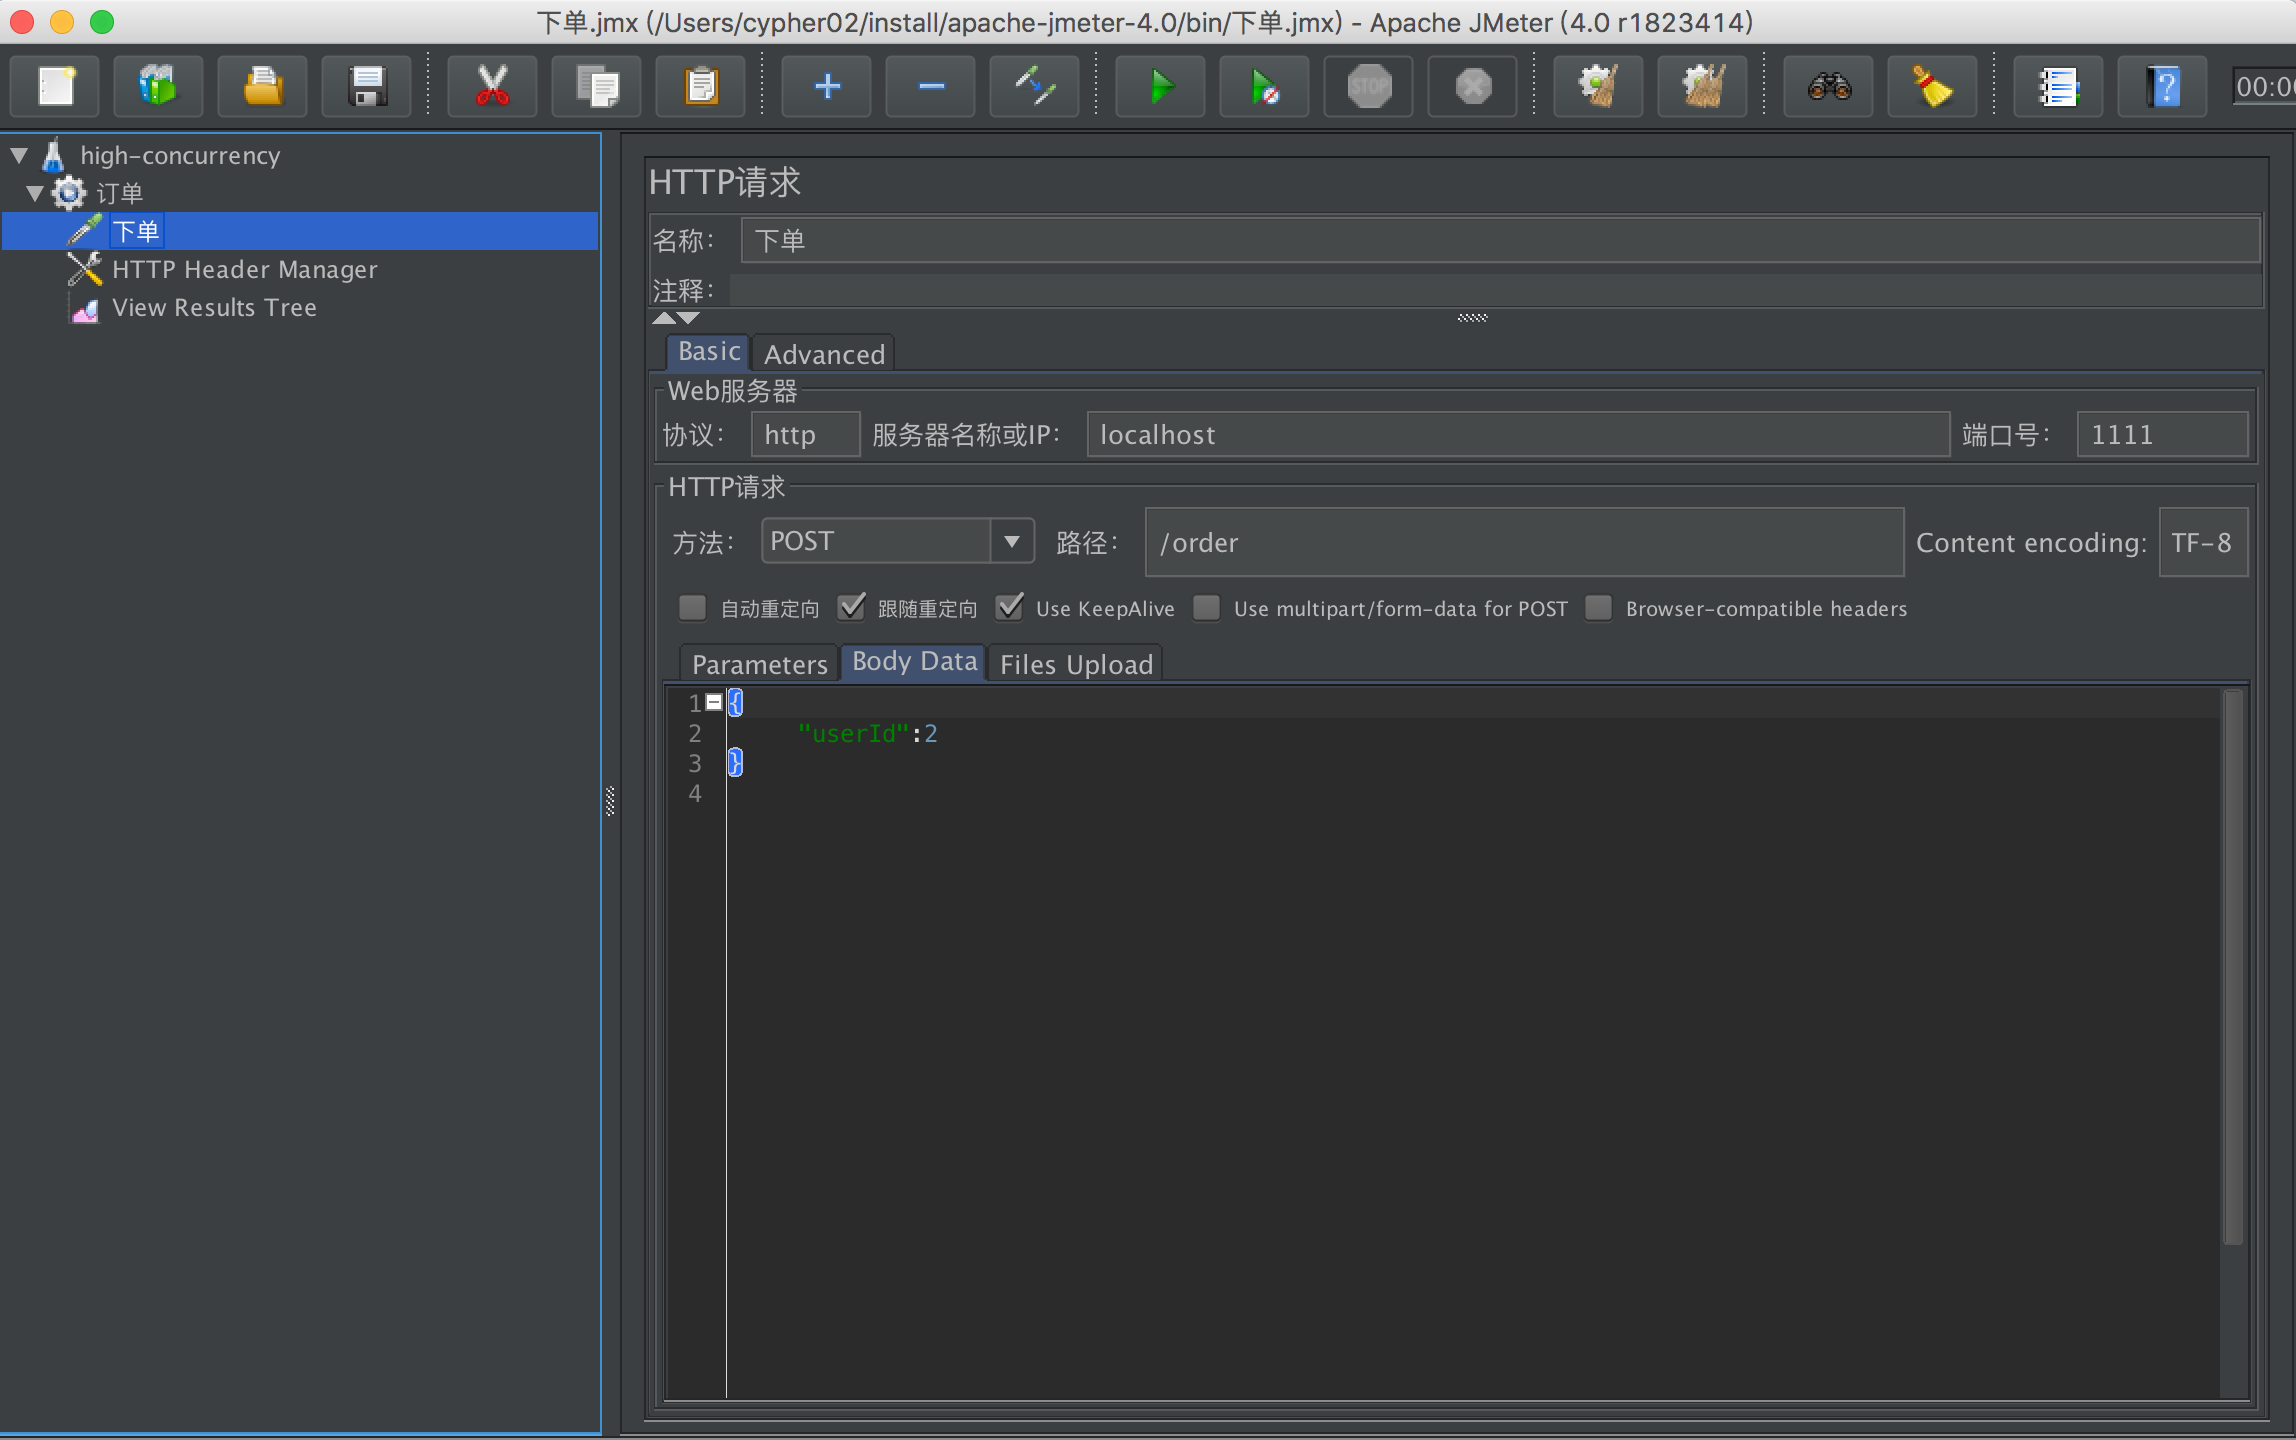 下单.jmx (/Users/cypher02/install/apache-jmeter-4.0/bin/下单.jmx) - Apache JMeter (4.0 r1823414)
STOP
00:0
high-concurrency
订单
下单
HTTP Header Manager
View Results Tree
HTTP请求
名称： 下单
注释：
Basic Advanced
Web服务器
协议： http 服务器名称或IP： localhost 端口号： 1111
HTTP请求
方法： POST 路径： /order Content encoding: TF-8
自动重定向 跟随重定向 Use KeepAlive Use multipart/form-data for POST Browser-compatible headers
Parameters Body Data Files Upload
1 {
2 "userId":2
3 }
4